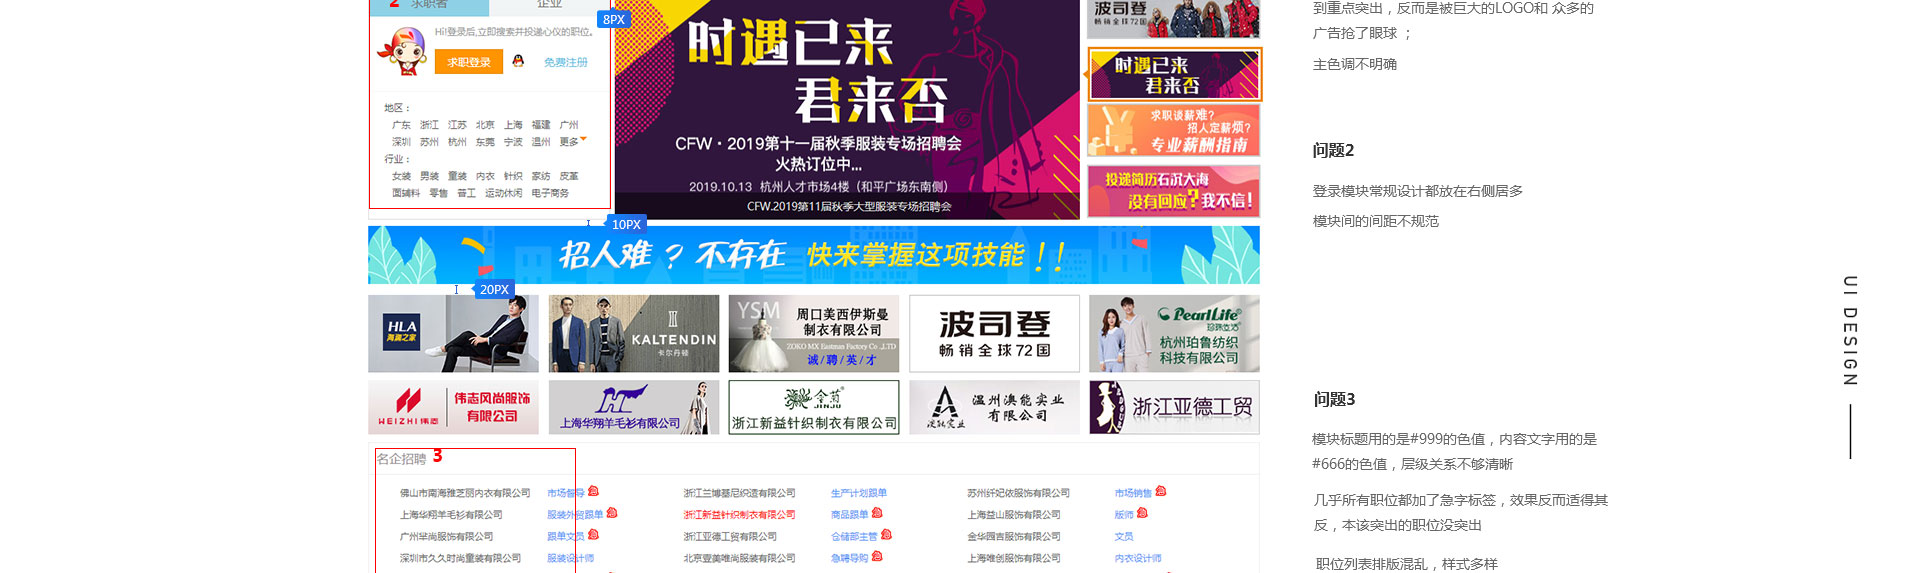 2 求职者 企业
8PX
Hi!登录后,立即搜索并投递心仪的职位。
求职登录 免费注册
地区：
广东 浙江 江苏 北京 上海 福建 广州
深圳 苏州 杭州 东莞 宁波 温州 更多
行业：
女装 男装 童装 内衣 针织 家纺 皮革
面辅料 零售 普工 运动休闲 电子商务
时遇已来
君来否
CFW·2019第十一届秋季服装专场招聘会
火热订位中...
2019.10.13 杭州人才市场4楼（和平广场东南侧）
CFW.2019第11届秋季大型服装专场招聘会
波司登
畅销全球72国
时遇已来
君来否
求职谈薪难?
招人定薪烦?
专业薪酬指南
投递简历石沉大海
没有回应?我不信!
10PX
招人难？不存在 快来掌握这项技能!!
20PX
HLA
海澜之家
KALTENDIN
卡尔丹顿
YSM
周口美西伊斯曼
制衣有限公司
ZOKO MX Eastman Factory Co.,LTD
诚/聘/英/才
波司登
畅销全球72国
PearlLife®
珍珠生活
杭州珀鲁纺织
科技有限公司
WEIZHI伟志
伟志风尚服饰
有限公司
上海华翔羊毛衫有限公司
金菊®
JINJU
浙江新益针织制衣有限公司
澳能实业
温州澳能实业
有限公司
浙江亚德工贸
名企招聘 3
佛山市南海雅芝丽内衣有限公司 市场督导 急 浙江兰博基尼织造有限公司 生产计划跟单 苏州纤妃依服饰有限公司 市场销售 急
上海华翔羊毛衫有限公司 服装外贸跟单 急 浙江新益针织制衣有限公司 商品跟单 急 上海益山服饰有限公司 版师 急
广州早尚服饰有限公司 跟单文员 急 浙江亚德工贸有限公司 仓储部主管 急 金华园吉服饰有限公司 文员
深圳市久久时尚童装有限公司 服装设计师 北京壹美唯尚服装有限公司 急聘导购 急 上海唯创服饰有限公司 内衣设计师
到重点突出，反而是被巨大的LOGO和 众多的
广告抢了眼球 ；
主色调不明确
问题2
登录模块常规设计都放在右侧居多
模块间的间距不规范
问题3
模块标题用的是#999的色值，内容文字用的是
#666的色值，层级关系不够清晰
几乎所有职位都加了急字标签，效果反而适得其
反，本该突出的职位没突出
职位列表排版混乱，样式多样
UI DESIGN